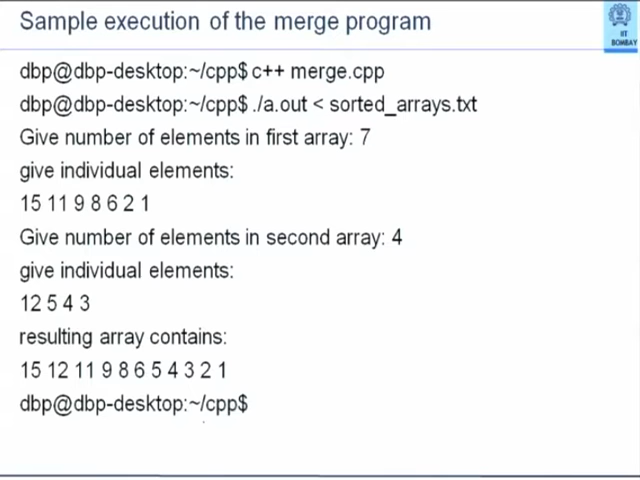 Sample execution of the merge program
IIT
BOMBAY
dbp@dbp-desktop:~/cpp$ c++ merge.cpp
dbp@dbp-desktop:~/cpp$ ./a.out < sorted_arrays.txt
Give number of elements in first array: 7
give individual elements:
15 11 9 8 6 2 1
Give number of elements in second array: 4
give individual elements:
12 5 4 3
resulting array contains:
15 12 11 9 8 6 5 4 3 2 1
dbp@dbp-desktop:~/cpp$